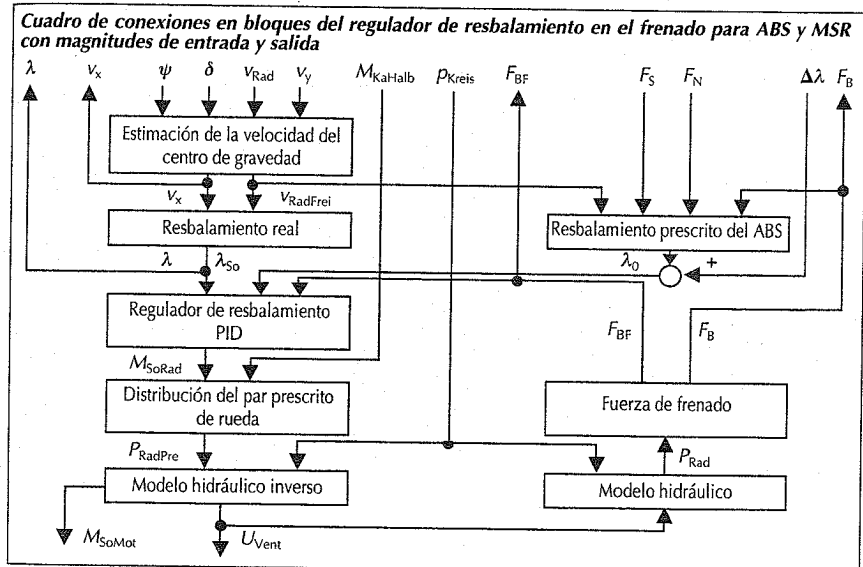 Cuadro de conexiones en bloques del regulador de resbalamiento en el frenado para ABS y MSR
con magnitudes de entrada y salida
λ vx ψ δ vRad vy MKaHalb pKreis FBF FS FN Δλ FB
Estimación de la velocidad del
centro de gravedad
vx vRadFrei
Resbalamiento real
Resbalamiento prescrito del ABS
λ λSo λ0 +
Regulador de resbalamiento
PID
FBF FB
MSoRad
Distribución del par prescrito
de rueda
Fuerza de frenado
PRadPre PRad
Modelo hidráulico inverso
Modelo hidráulico
MSoMot UVent